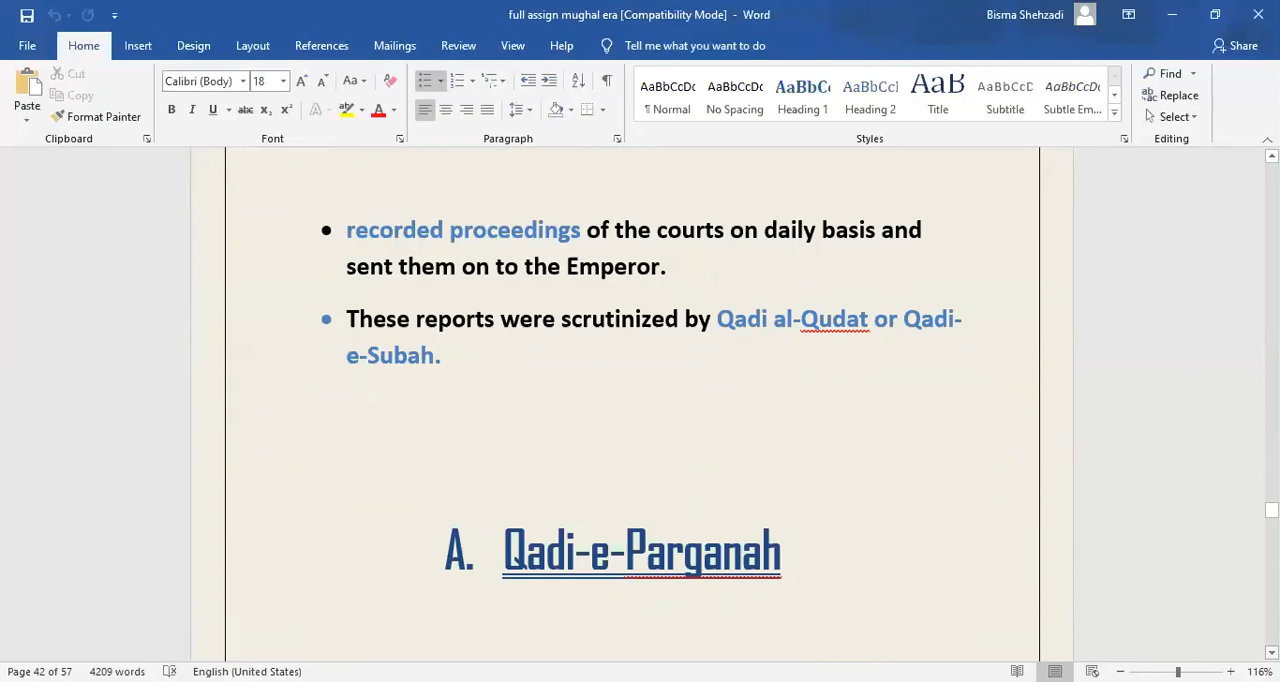 full assign mughal era [Compatibility Mode] - Word
Bisma Shehzadi
File Home Insert Design Layout References Mailings Review View Help Tell me what you want to do Share
Paste
Cut
Copy
Format Painter
Clipboard
Calibri (Body) 18
Font
Paragraph
AaBbCcDc AaBbCcDc AaBbC AaBbCcl AaB AaBbCcD AaBbCcDc
¶ Normal No Spacing Heading 1 Heading 2 Title Subtitle Subtle Em...
Styles
Find
Replace
Select
Editing
• recorded proceedings of the courts on daily basis and
sent them on to the Emperor.
• These reports were scrutinized by Qadi al-Qudat or Qadi-
e-Subah.
A. Qadi-e-Parganah
Page 42 of 57 4209 words English (United States) 116%